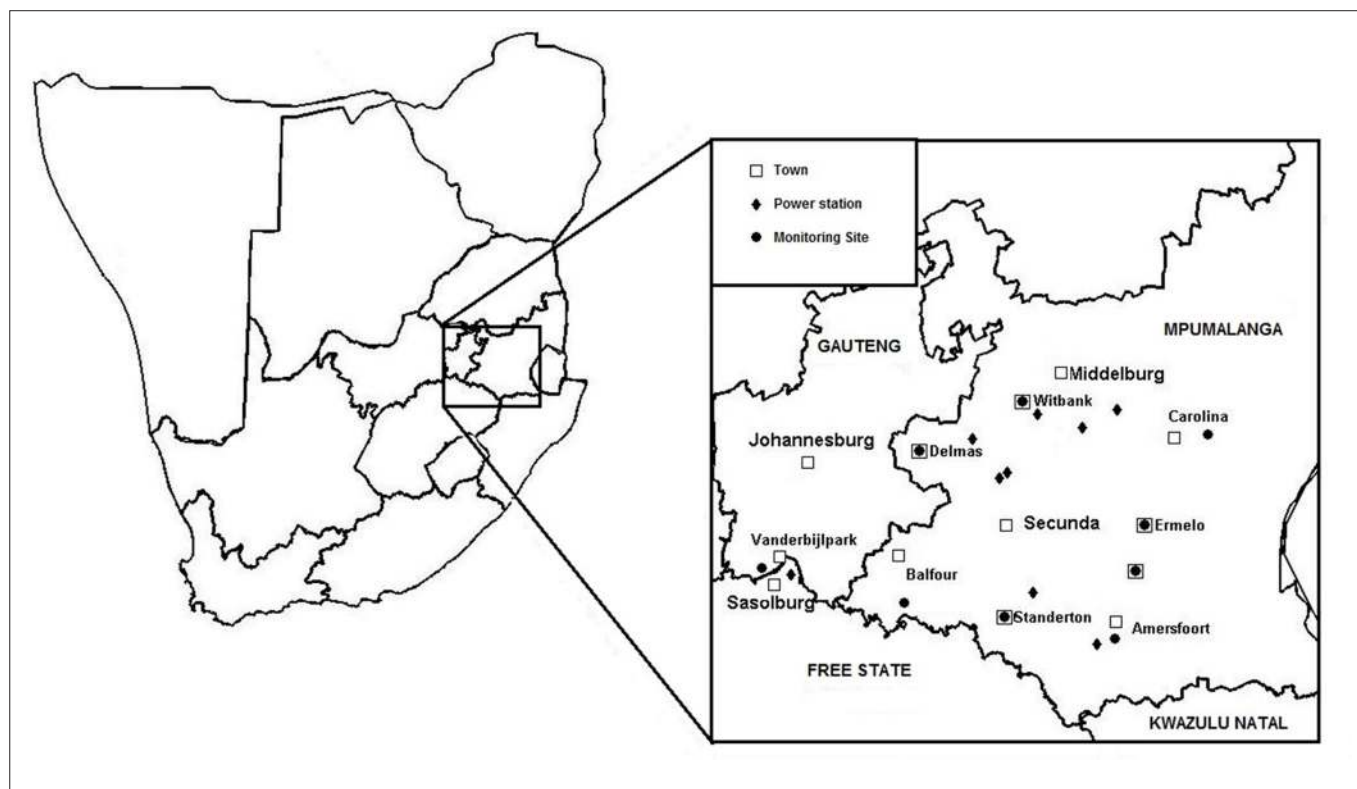 Town
Power station
Monitoring Site
MPUMALANGA
GAUTENG
Middelburg
Witbank
Carolina
Johannesburg
Delmas
Secunda
Ermelo
Vanderbijlpark
Balfour
Sasolburg
Standerton
Amersfoort
FREE STATE
KWAZULU NATAL